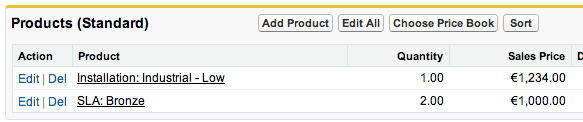 Products (Standard) Add Product Edit All Choose Price Book Sort
Action Product Quantity Sales Price D
Edit | Del Installation: Industrial - Low 1.00 €1,234.00
Edit | Del SLA: Bronze 2.00 €1,000.00